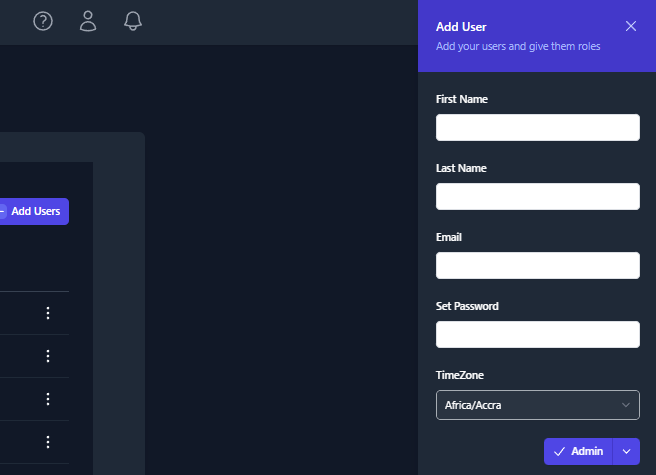 Add User
Add your users and give them roles
First Name
Last Name
Add Users
Email
Set Password
TimeZone
Africa/Accra
Admin